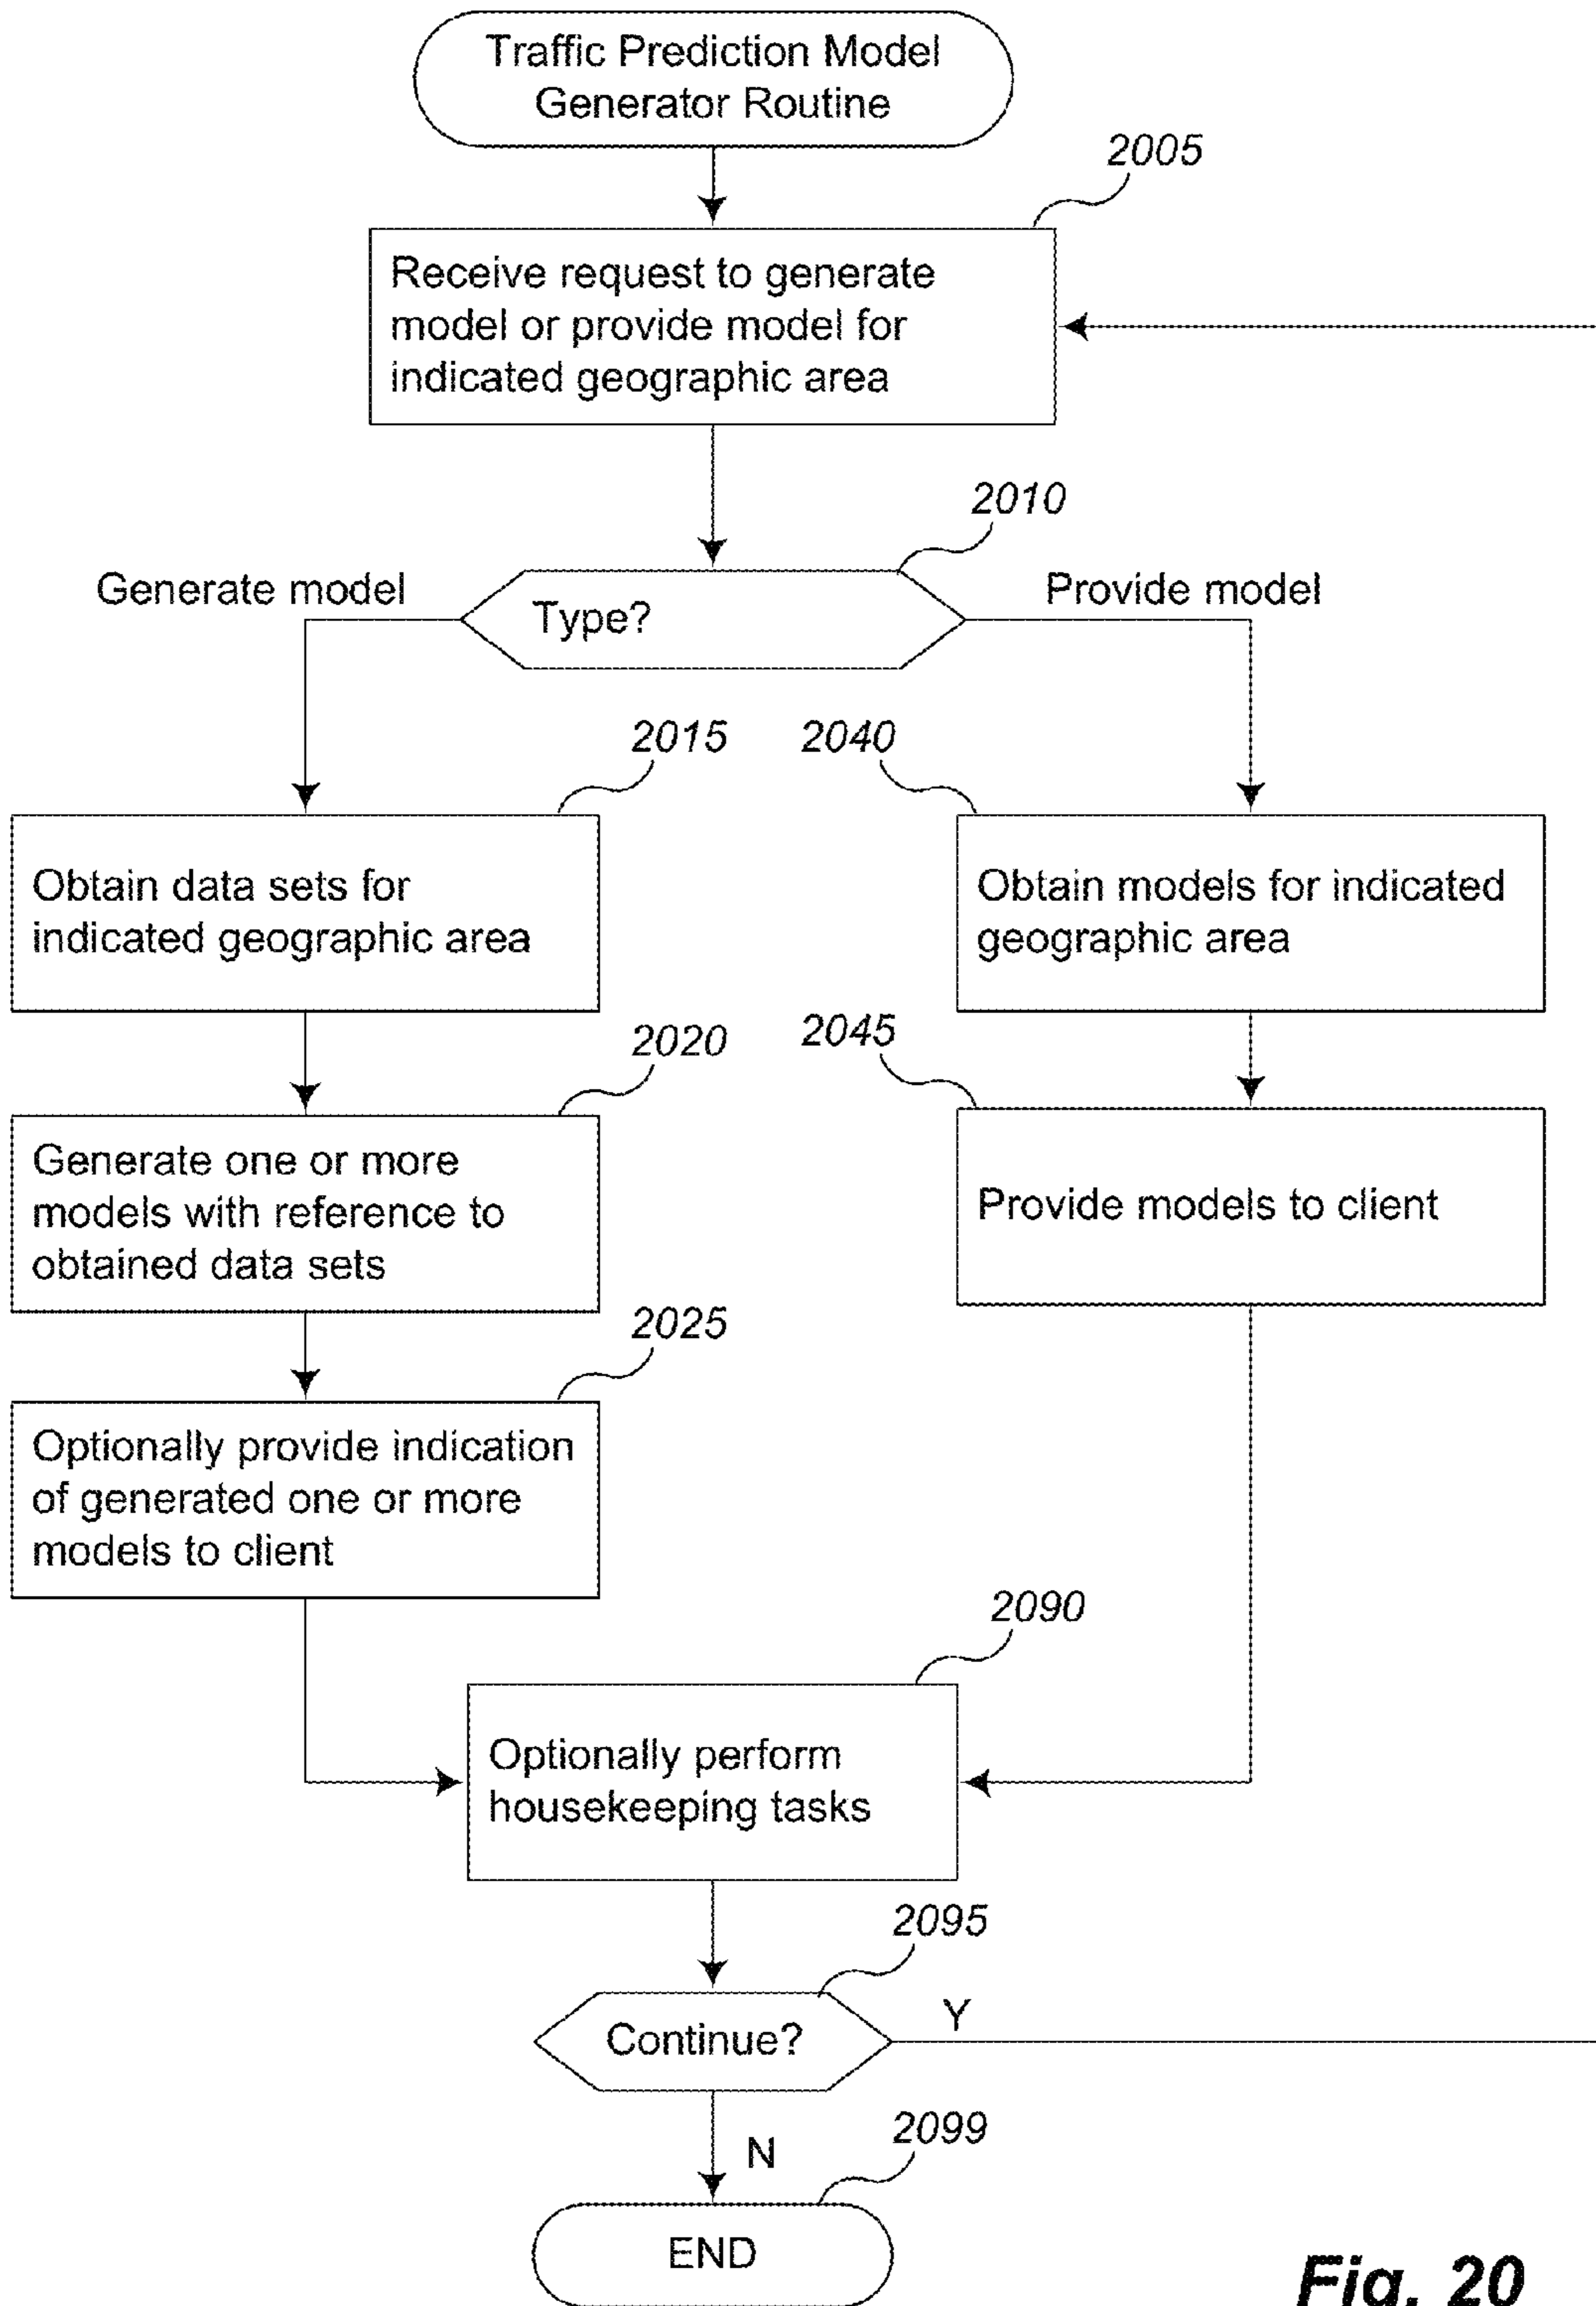 Traffic Prediction Model
Generator Routine
2005
Receive request to generate
model or provide model for
indicated geographic area
2010
Generate model
Type?
Provide model
2015
2040
Obtain data sets for
indicated geographic area
Obtain models for indicated
geographic area
2020
2045
Generate one or more
models with reference to
obtained data sets
Provide models to client
2025
Optionally provide indication
of generated one or more
models to client
2090
Optionally perform
housekeeping tasks
2095
Continue?
Y
N
2099
END
Fig. 20